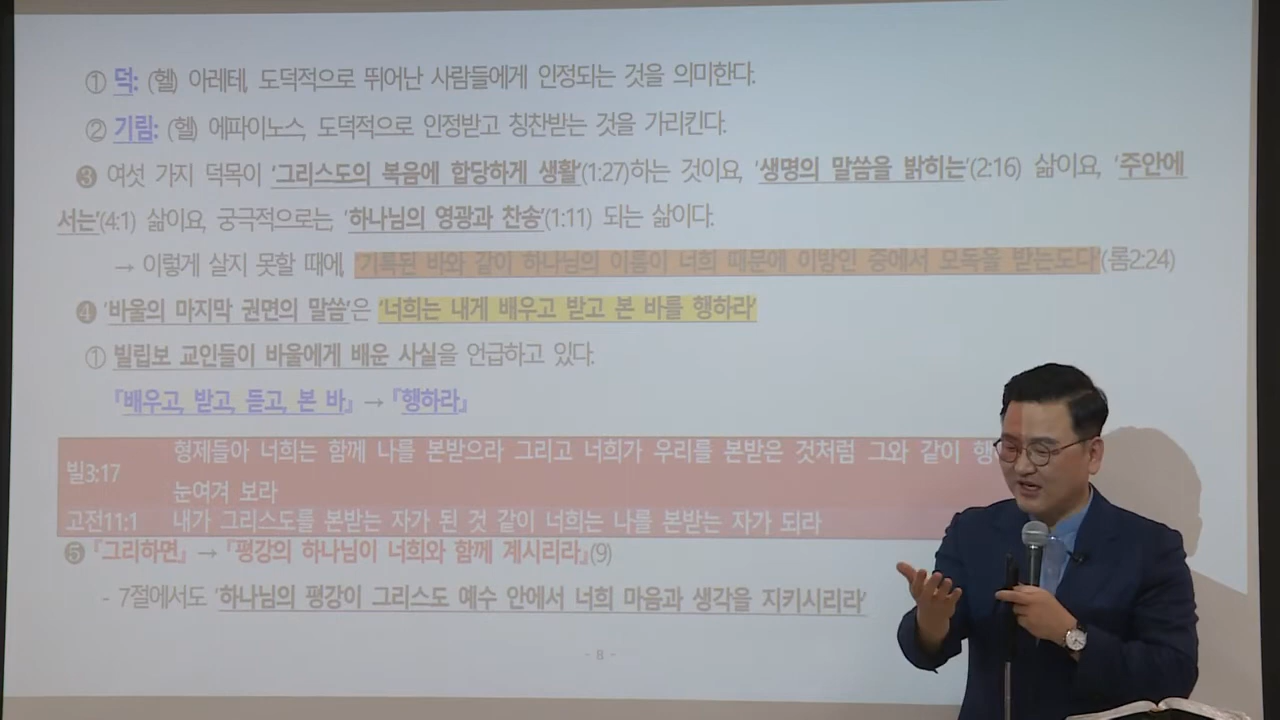 ① 덕: (헬) 아레테, 도덕적으로 뛰어난 사람들에게 인정되는 것을 의미한다.
② 기림: (헬) 에파이노스, 도덕적으로 인정받고 칭찬받는 것을 가리킨다.
❸ 여섯 가지 덕목이 '그리스도의 복음에 합당하게 생활'(1:27)하는 것이요, '생명의 말씀을 밝히는'(2:16) 삶이요, '주안에
서는'(4:1) 삶이요, 궁극적으로는, '하나님의 영광과 찬송'(1:11) 되는 삶이다.
→ 이렇게 살지 못할 때에, '기록된 바와 같이 하나님의 이름이 너희 때문에 이방인 중에서 모독을 받는도다'(롬2:24)
❹ '바울의 마지막 권면의 말씀'은 '너희는 내게 배우고 받고 본 바를 행하라'
① 빌립보 교인들이 바울에게 배운 사실을 언급하고 있다.
『배우고, 받고, 듣고, 본 바』 → 『행하라』
형제들아 너희는 함께 나를 본받으라 그리고 너희가 우리를 본받은 것처럼 그와 같이 행
빌3:17
눈여겨 보라
고전11:1 내가 그리스도를 본받는 자가 된 것 같이 너희는 나를 본받는 자가 되라
❺ 『그리하면』 → 『평강의 하나님이 너희와 함께 계시리라』(9)
- 7절에서도 '하나님의 평강이 그리스도 예수 안에서 너희 마음과 생각을 지키시리라'
- 8 -